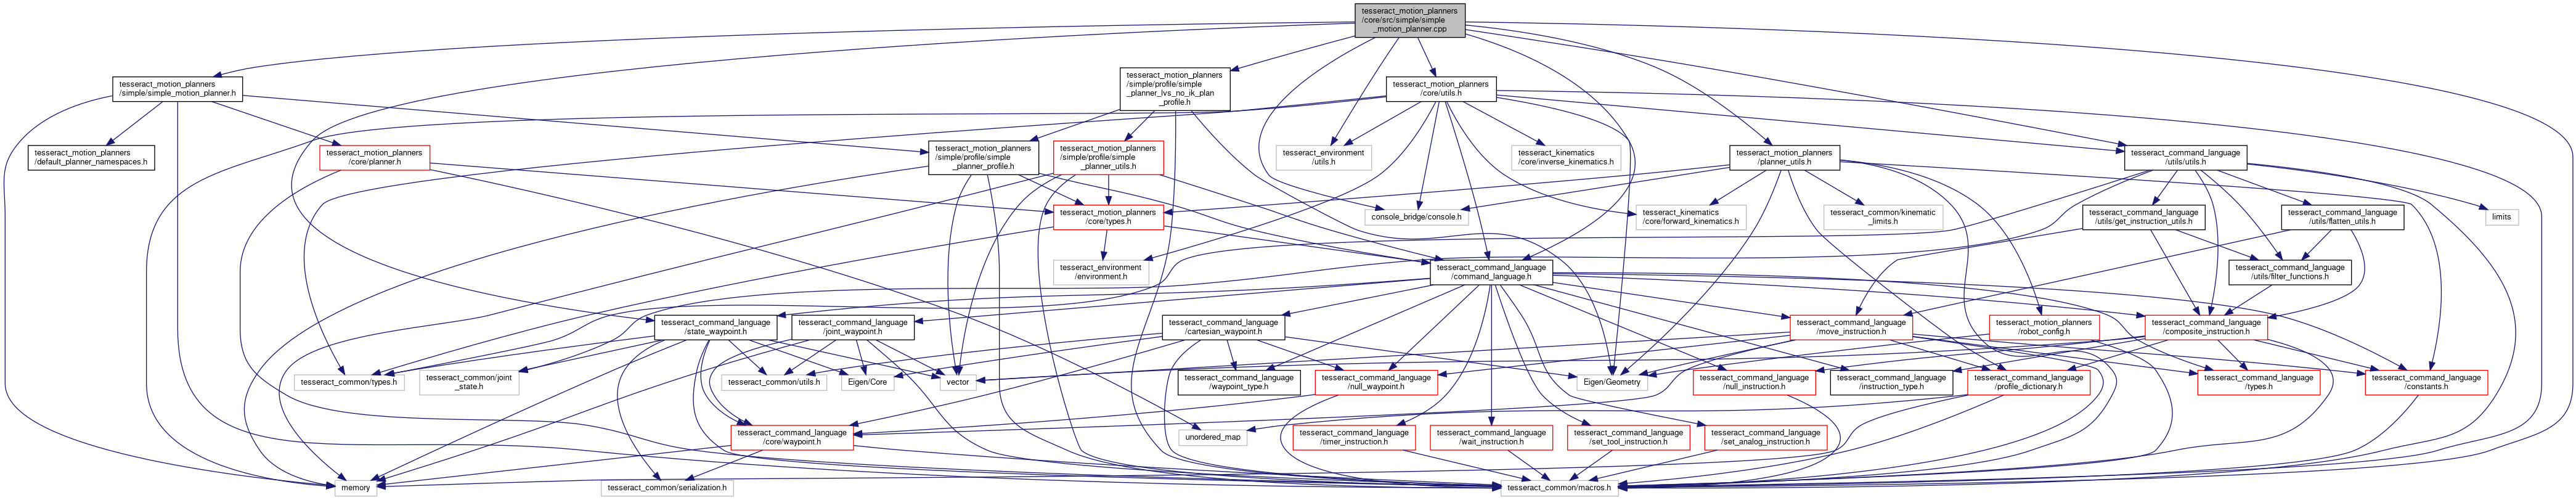 tesseract_motion_planners
/core/src/simple/simple
_motion_planner.cpp
tesseract_motion_planners
/simple/simple_motion_planner.h
tesseract_motion_planners
/simple/profile/simple
_planner_lvs_no_ik_plan
_profile.h
tesseract_motion_planners
/core/utils.h
tesseract_motion_planners
/default_planner_namespaces.h
tesseract_motion_planners
/core/planner.h
tesseract_motion_planners
/simple/profile/simple
_planner_profile.h
tesseract_motion_planners
/simple/profile/simple
_planner_utils.h
tesseract_environment
/utils.h
tesseract_kinematics
/core/inverse_kinematics.h
tesseract_motion_planners
/planner_utils.h
tesseract_command_language
/utils/utils.h
tesseract_motion_planners
/core/types.h
console_bridge/console.h
tesseract_kinematics
/core/forward_kinematics.h
tesseract_common/kinematic
_limits.h
tesseract_command_language
/utils/get_instruction_utils.h
tesseract_command_language
/utils/flatten_utils.h
limits
tesseract_environment
/environment.h
tesseract_command_language
/command_language.h
tesseract_command_language
/utils/filter_functions.h
tesseract_command_language
/state_waypoint.h
tesseract_command_language
/joint_waypoint.h
tesseract_command_language
/cartesian_waypoint.h
tesseract_command_language
/move_instruction.h
tesseract_motion_planners
/robot_config.h
tesseract_command_language
/composite_instruction.h
tesseract_common/types.h
tesseract_common/joint
_state.h
tesseract_common/utils.h
Eigen/Core
vector
tesseract_command_language
/waypoint_type.h
tesseract_command_language
/null_waypoint.h
Eigen/Geometry
tesseract_command_language
/null_instruction.h
tesseract_command_language
/instruction_type.h
tesseract_command_language
/profile_dictionary.h
tesseract_command_language
/types.h
tesseract_command_language
/constants.h
tesseract_command_language
/core/waypoint.h
unordered_map
tesseract_command_language
/timer_instruction.h
tesseract_command_language
/wait_instruction.h
tesseract_command_language
/set_tool_instruction.h
tesseract_command_language
/set_analog_instruction.h
memory
tesseract_common/serialization.h
tesseract_common/macros.h